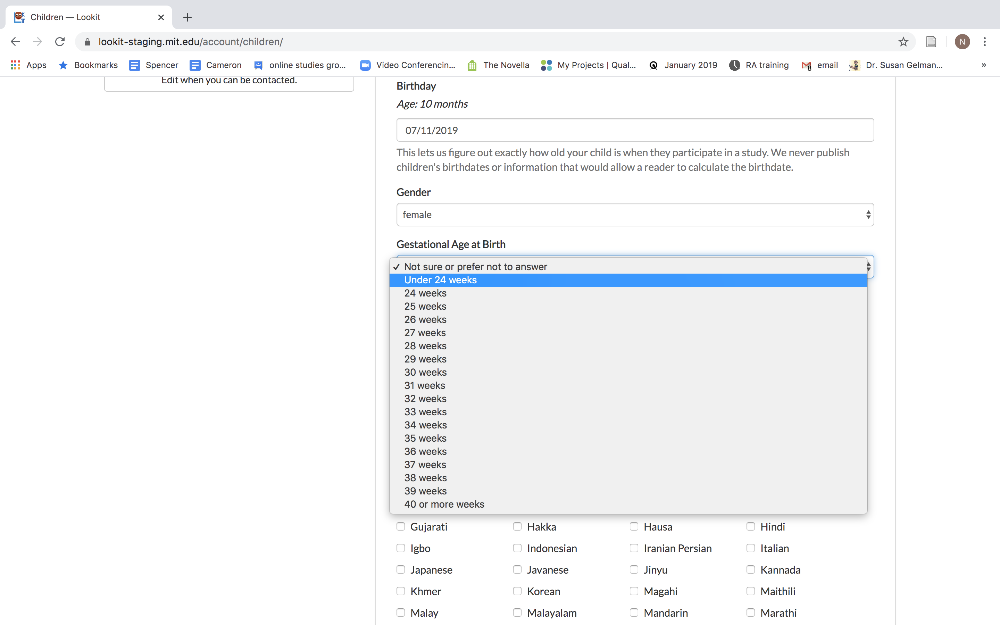 Children — Lookit
lookit-staging.mit.edu/account/children/
N
Apps Bookmarks Spencer Cameron online studies gro... Video Conferencin... The Novella My Projects | Qual... January 2019 RA training 8 email Dr. Susan Gelman... »
Edit when you can be contacted.
Birthday
Age: 10 months
07/11/2019
This lets us figure out exactly how old your child is when they participate in a study. We never publish
children's birthdates or information that would allow a reader to calculate the birthdate.
Gender
female
Gestational Age at Birth
✓ Not sure or prefer not to answer
Under 24 weeks
24 weeks
25 weeks
26 weeks
27 weeks
28 weeks
29 weeks
30 weeks
31 weeks
32 weeks
33 weeks
34 weeks
35 weeks
36 weeks
37 weeks
38 weeks
39 weeks
40 or more weeks
Gujarati Hakka Hausa Hindi
Igbo Indonesian Iranian Persian Italian
Japanese Javanese Jinyu Kannada
Khmer Korean Magahi Maithili
Malay Malayalam Mandarin Marathi